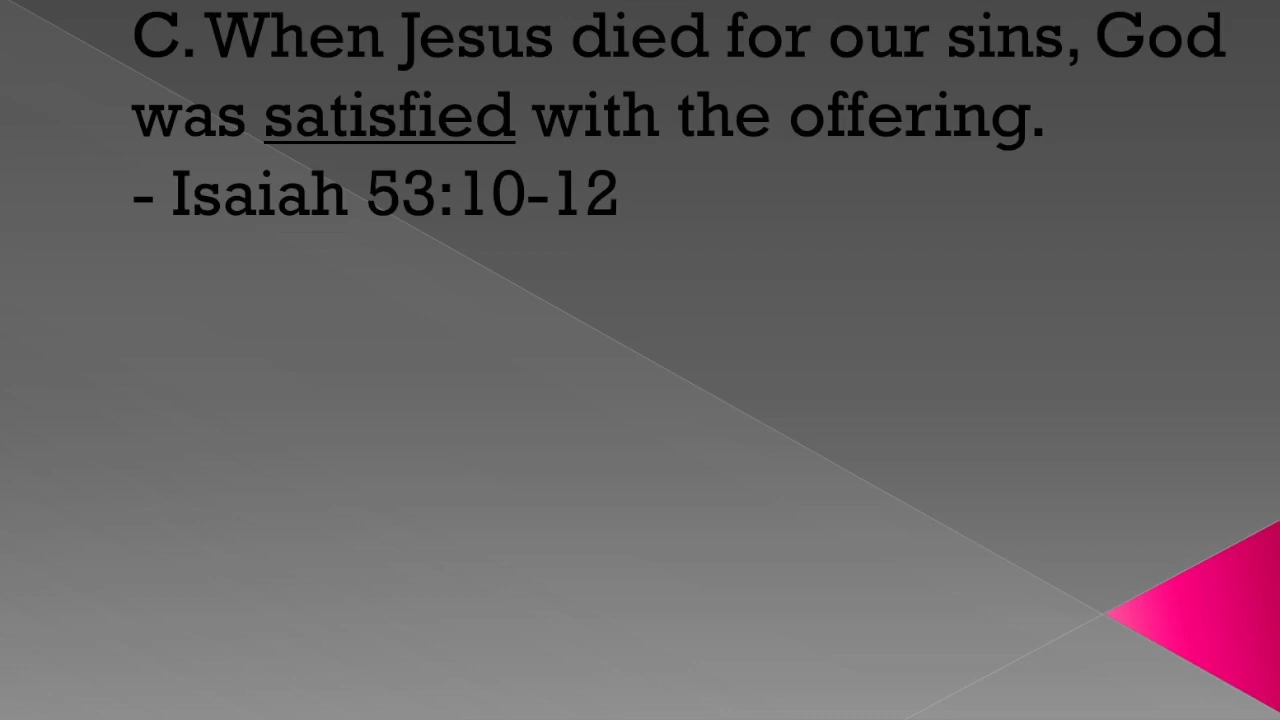 C. When Jesus died for our sins, God
was satisfied with the offering.
- Isaiah 53:10-12